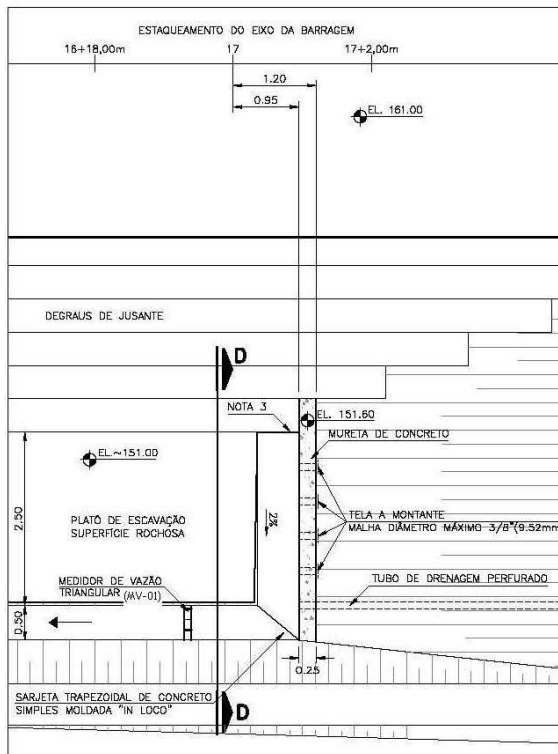 ESTAQUEAMENTO DO EIXO DA BARRAGEM
16+18,00m
17
17+2,00m
1.20
0.95
EL. 161.00
DEGRAUS DE JUSANTE
D
NOTA 3
EL. 151.60
MURETA DE CONCRETO
EL.~151.00
2.50
2%
PLATÔ DE ESCAVAÇÃO
SUPERFÍCIE ROCHOSA
TELA A MONTANTE
MALHA DIÂMETRO MÁXIMO 3/8"(9.52mm
MEDIDOR DE VAZÃO
TRIANGULAR (MV-01)
TUBO DE DRENAGEM PERFURADO
0.50
0.25
SARJETA TRAPEZOIDAL DE CONCRETO
SIMPLES MOLDADA "IN LOCO"
D